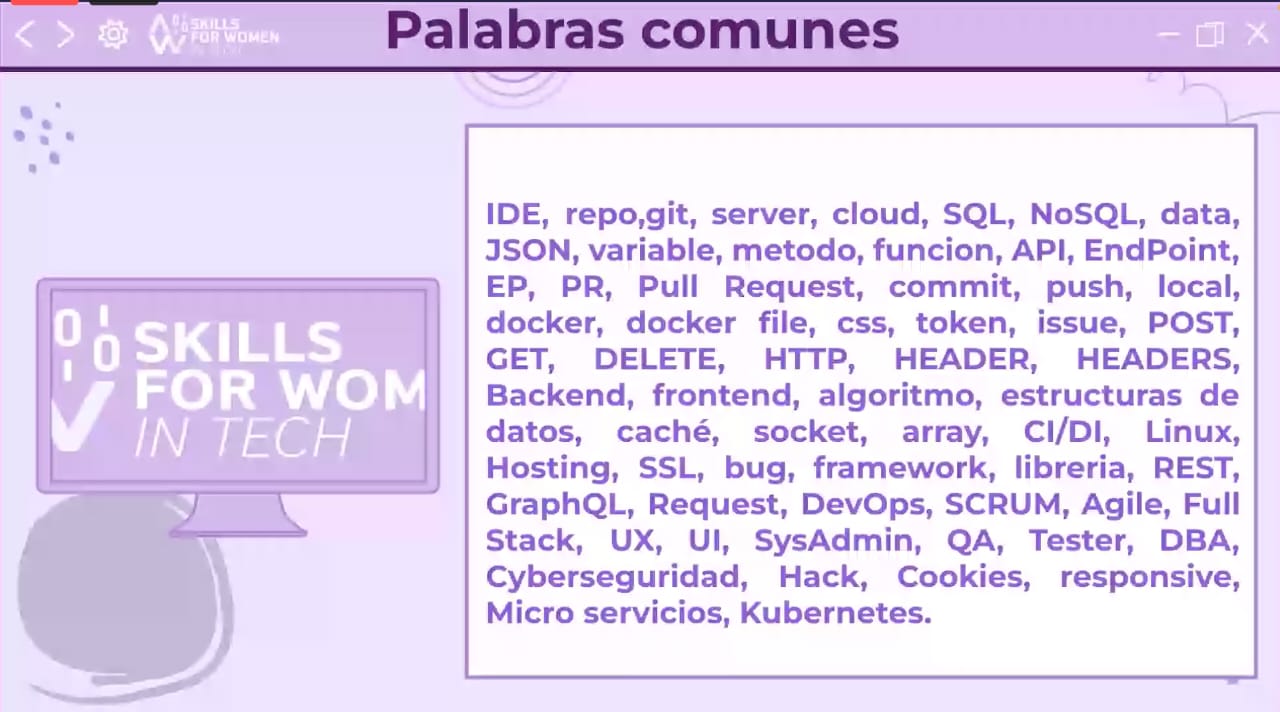 SKILLS
FOR WOMEN
IN TECH
Palabras comunes
SKILLS
FOR WOM
IN TECH
IDE, repo,git, server, cloud, SQL, NoSQL, data,
JSON, variable, metodo, funcion, API, EndPoint,
EP, PR, Pull Request, commit, push, local,
docker, docker file, css, token, issue, POST,
GET, DELETE, HTTP, HEADER, HEADERS,
Backend, frontend, algoritmo, estructuras de
datos, caché, socket, array, CI/DI, Linux,
Hosting, SSL, bug, framework, libreria, REST,
GraphQL, Request, DevOps, SCRUM, Agile, Full
Stack, UX, UI, SysAdmin, QA, Tester, DBA,
Cyberseguridad, Hack, Cookies, responsive,
Micro servicios, Kubernetes.